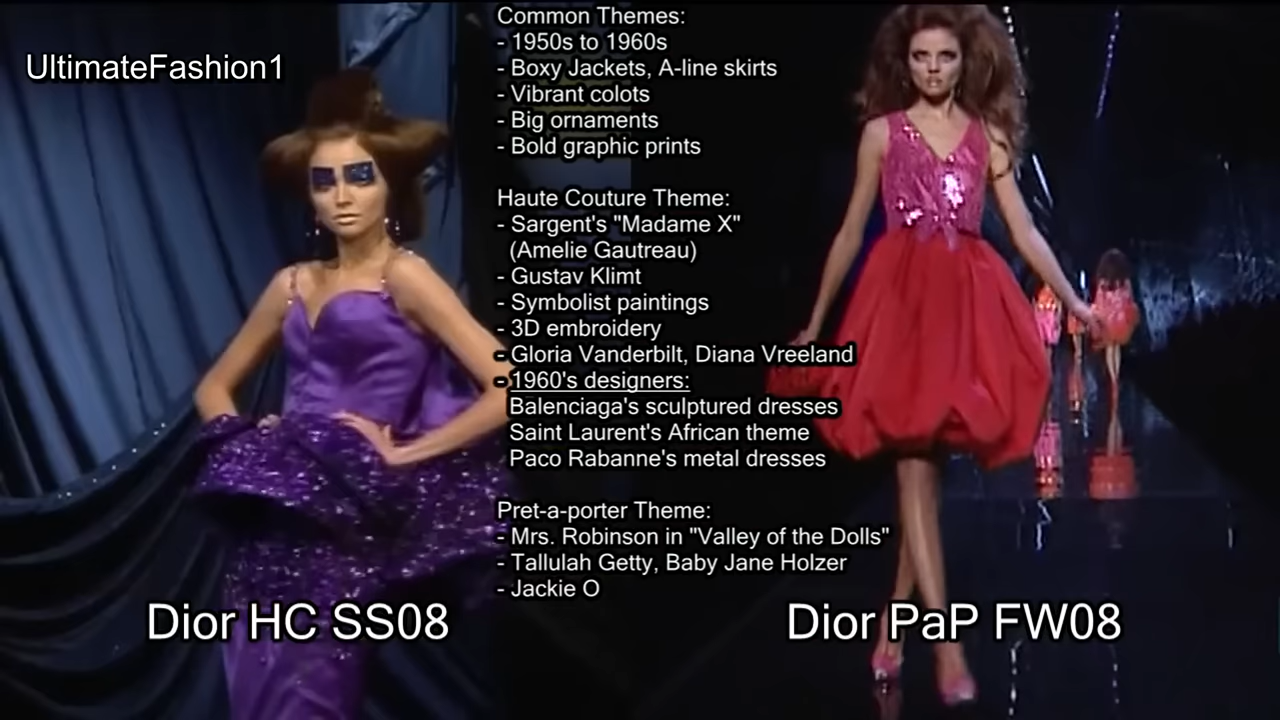 UltimateFashion1
Common Themes:
- 1950s to 1960s
- Boxy Jackets, A-line skirts
- Vibrant colots
- Big ornaments
- Bold graphic prints
Haute Couture Theme:
- Sargent's "Madame X"
(Amelie Gautreau)
- Gustav Klimt
- Symbolist paintings
- 3D embroidery
- Gloria Vanderbilt, Diana Vreeland
- 1960's designers:
Balenciaga's sculptured dresses
Saint Laurent's African theme
Paco Rabanne's metal dresses
Pret-a-porter Theme:
- Mrs. Robinson in "Valley of the Dolls"
- Tallulah Getty, Baby Jane Holzer
- Jackie O
Dior HC SS08
Dior PaP FW08